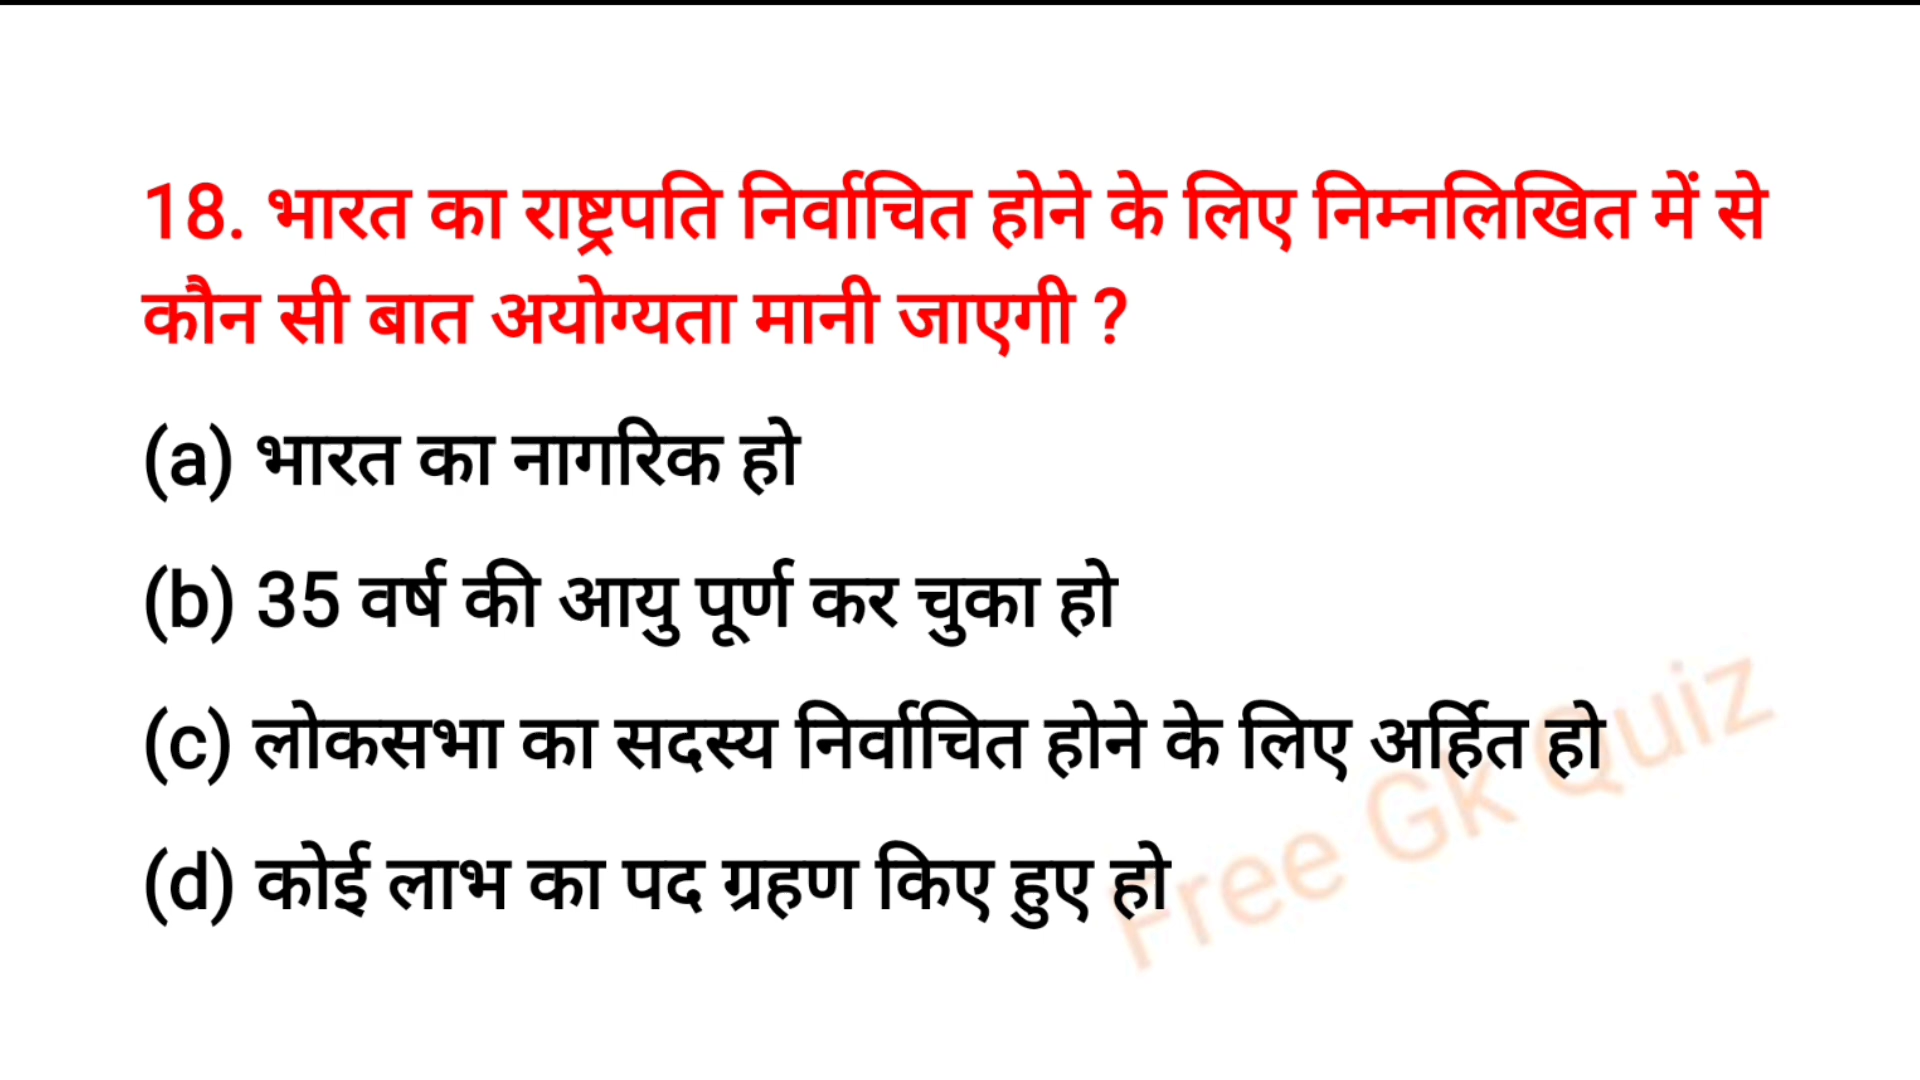 18. भारत का राष्ट्रपति निर्वाचित होने के लिए निम्नलिखित में से
कौन सी बात अयोग्यता मानी जाएगी ?
(a) भारत का नागरिक हो
(b) 35 वर्ष की आयु पूर्ण कर चुका हो
(c) लोकसभा का सदस्य निर्वाचित होने के लिए अर्हित हो
(d) कोई लाभ का पद ग्रहण किए हुए हो
Free Gk Quiz